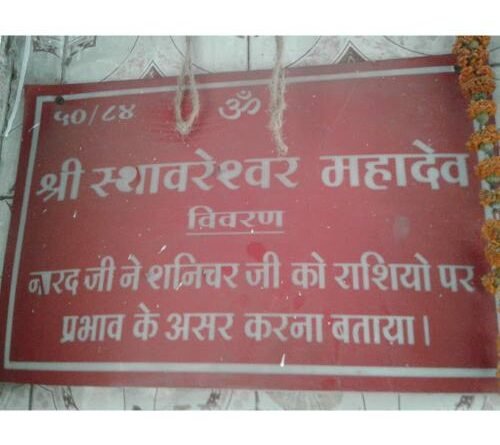 ५०/८४ ॐ
श्री स्थावरेश्वर महादेव
विवरण
नारद जी ने शनिचर जी को राशियो पर
प्रभाव के असर करना बताया।